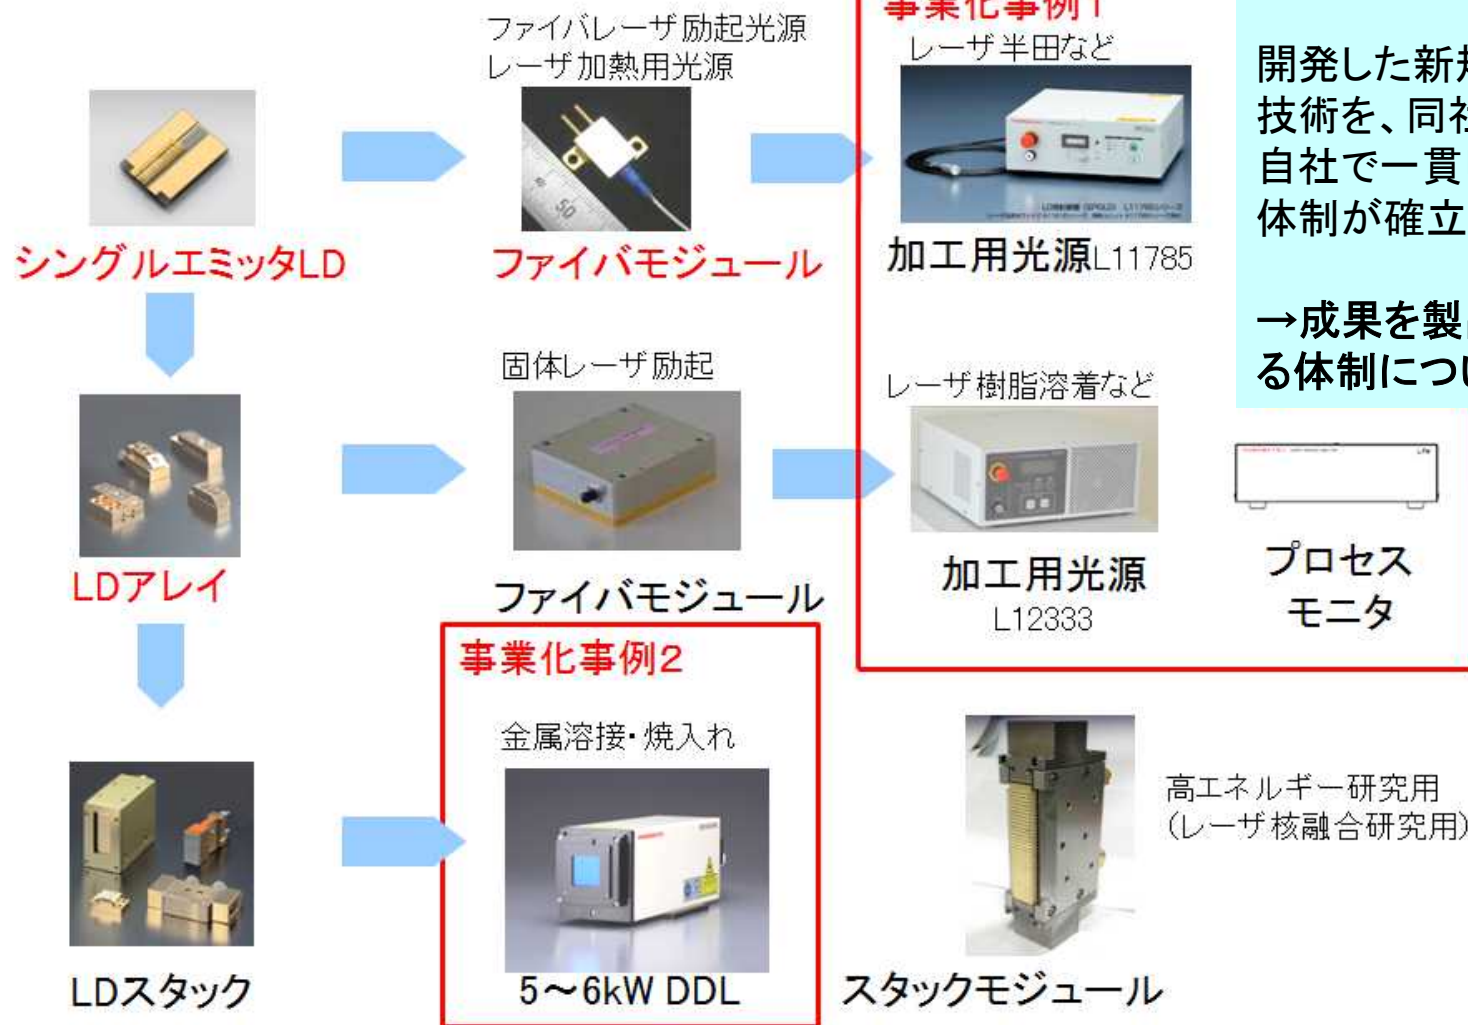 事業化事例1
ファイバレーザ励起光源
レーザ加熱用光源
レーザ半田など
シングルエミッタLD
ファイバモジュール
加工用光源L11785
開発した新規
技術を、同社
自社で一貫
体制が確立
→成果を製品
る体制につい
固体レーザ励起
レーザ樹脂溶着など
LDアレイ
ファイバモジュール
加工用光源
L12333
プロセス
モニタ
事業化事例2
金属溶接・焼入れ
高エネルギー研究用
(レーザ核融合研究用)
LDスタック
5～6kW DDL
スタックモジュール